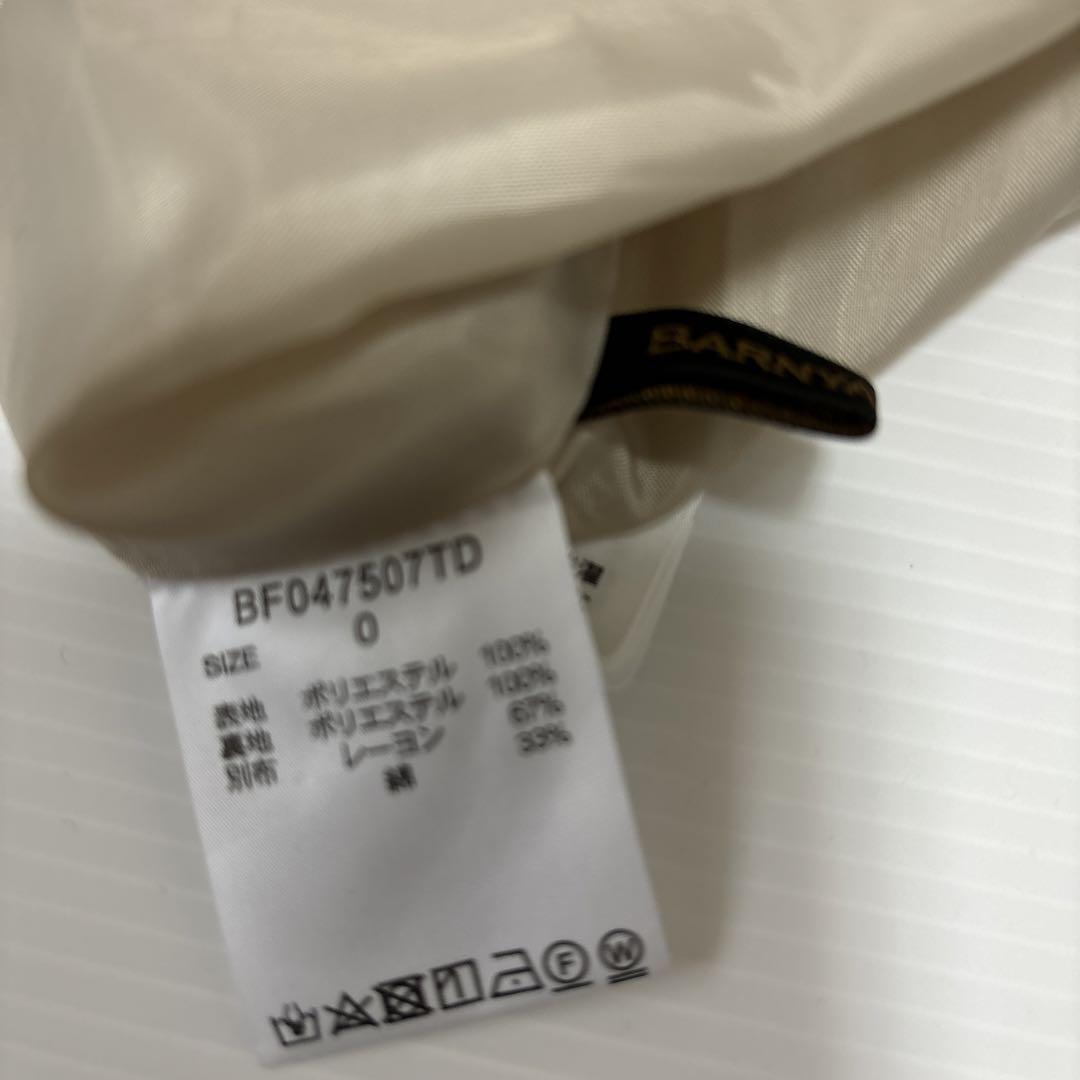 BARNYA
BF047507TD
SIZE 0
表地 ポリエステル 100%
裏地 ポリエステル 100%
別布 レーヨン 67%
綿 33%
F W